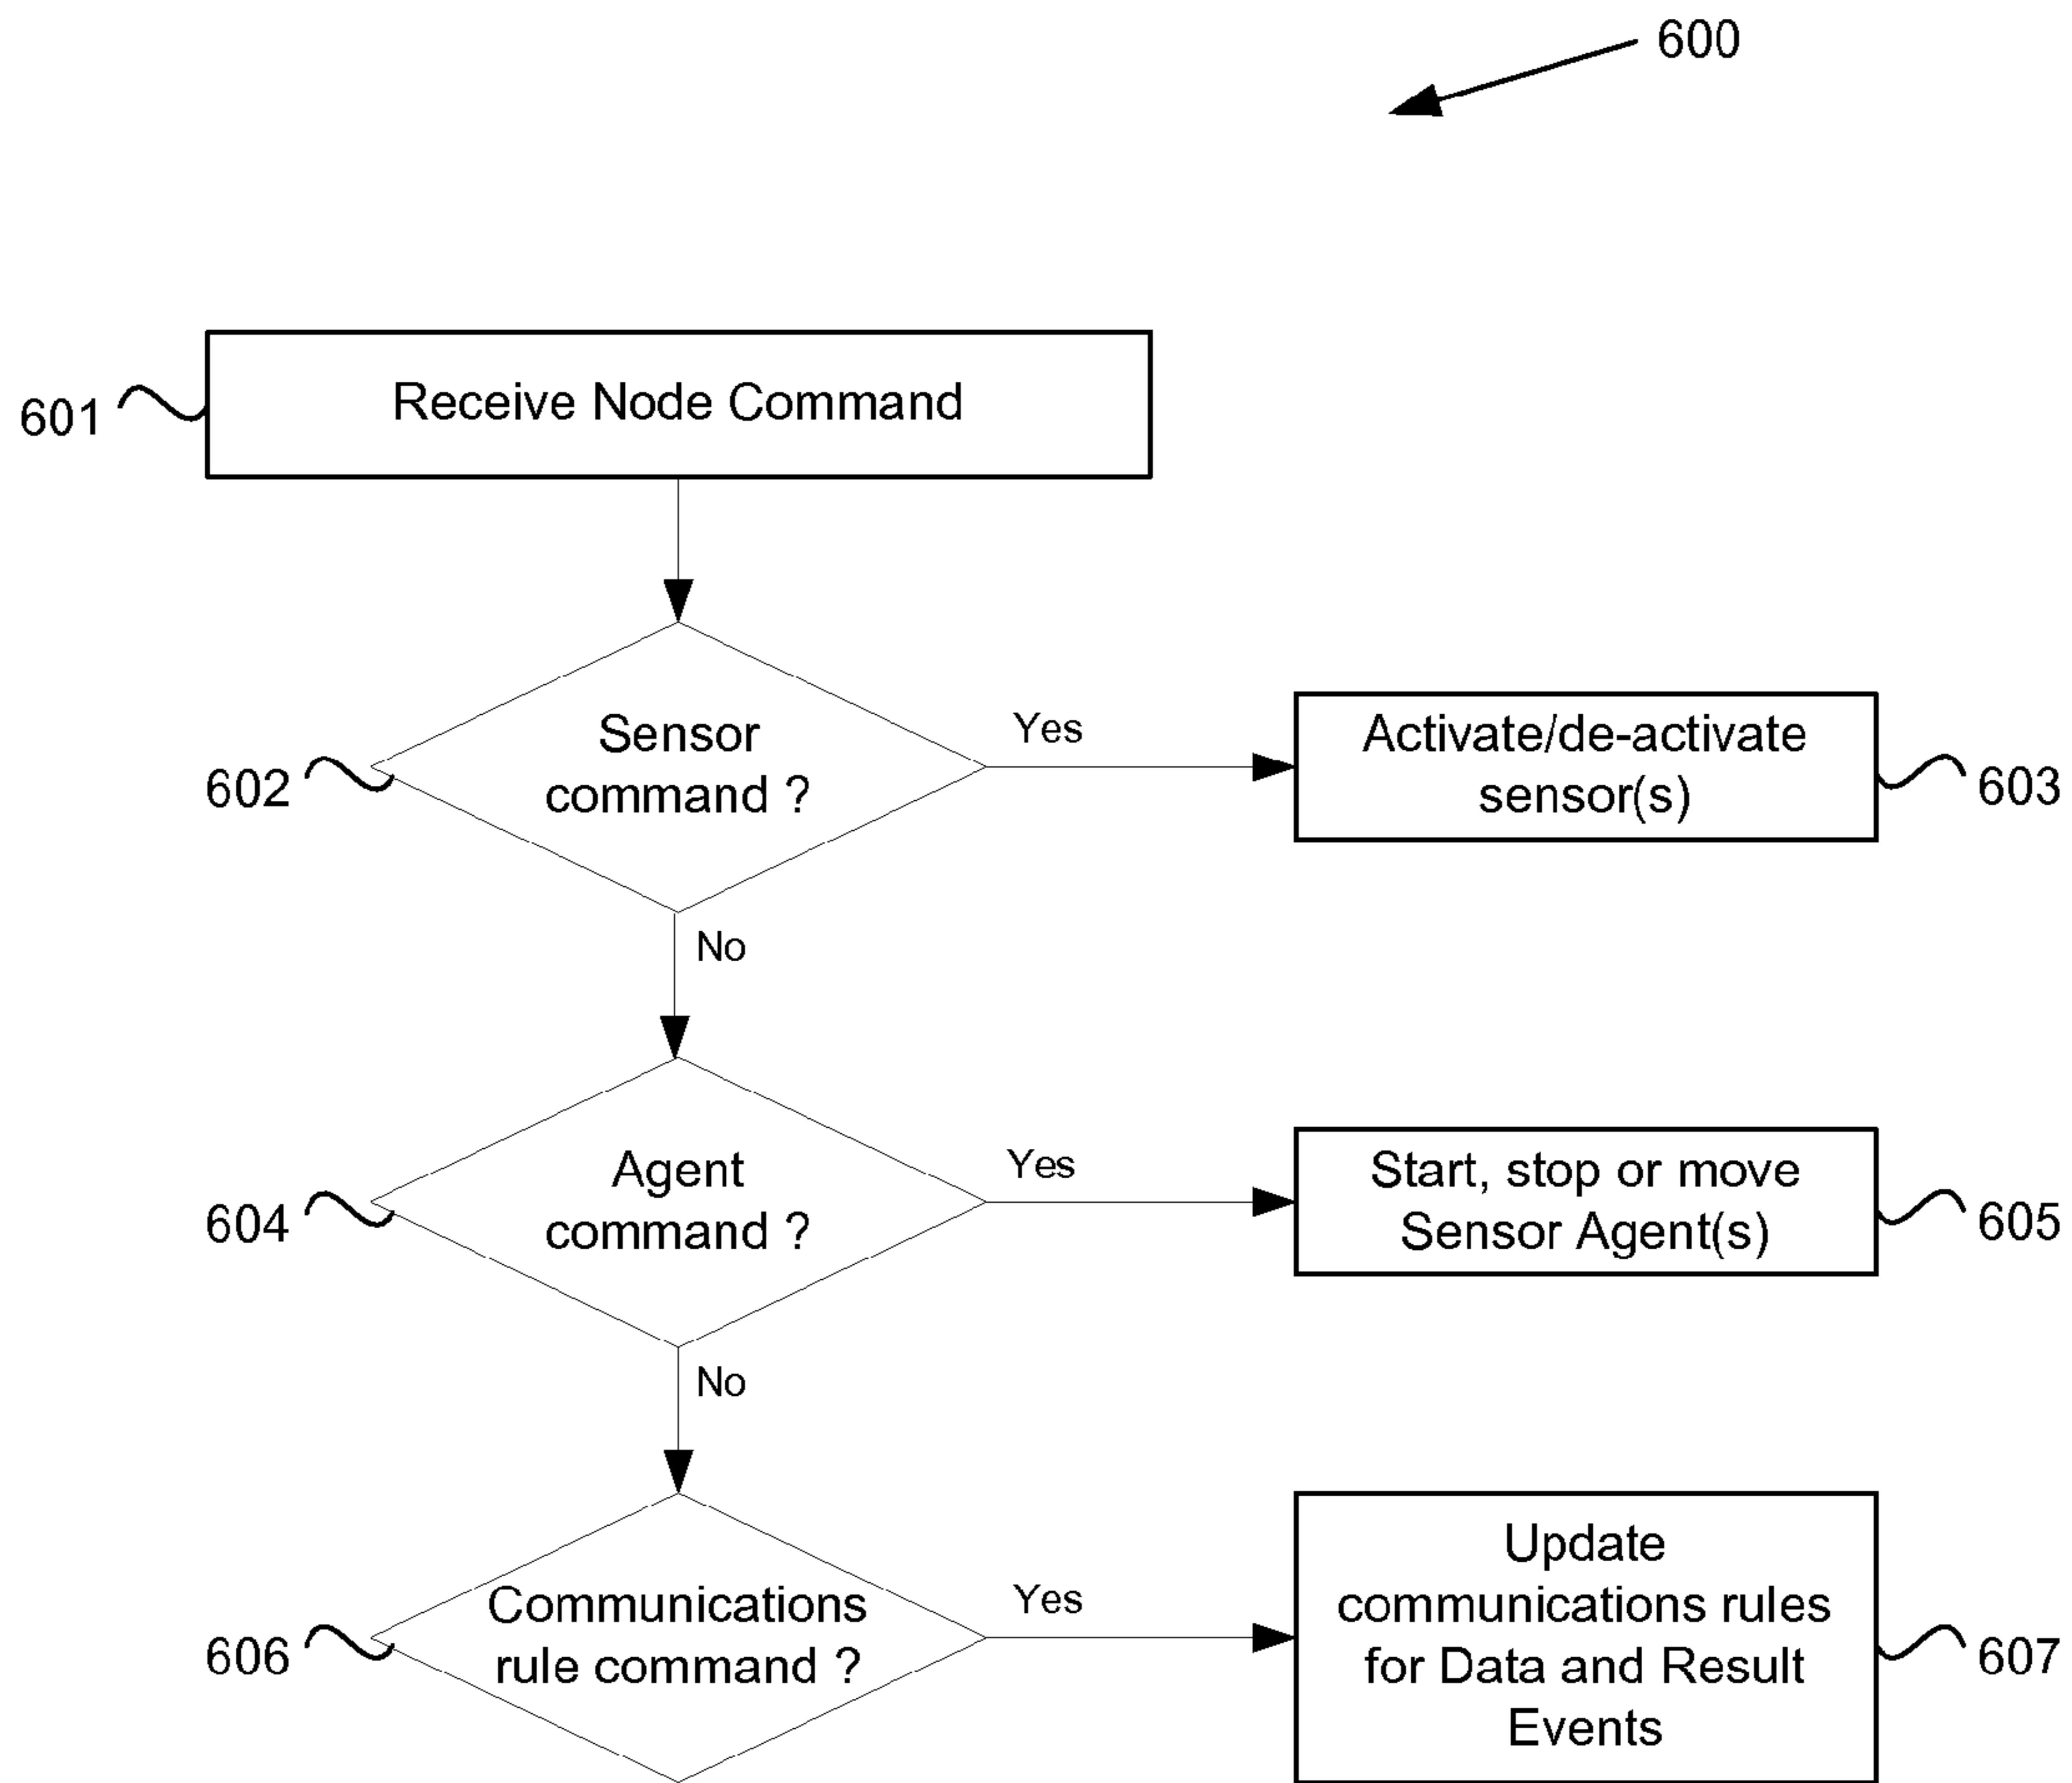 600
601
Receive Node Command
602
Sensor
command ?
Yes
Activate/de-activate
sensor(s)
603
No
604
Agent
command ?
Yes
Start, stop or move
Sensor Agent(s)
605
No
606
Communications
rule command ?
Yes
Update
communications rules
for Data and Result
Events
607